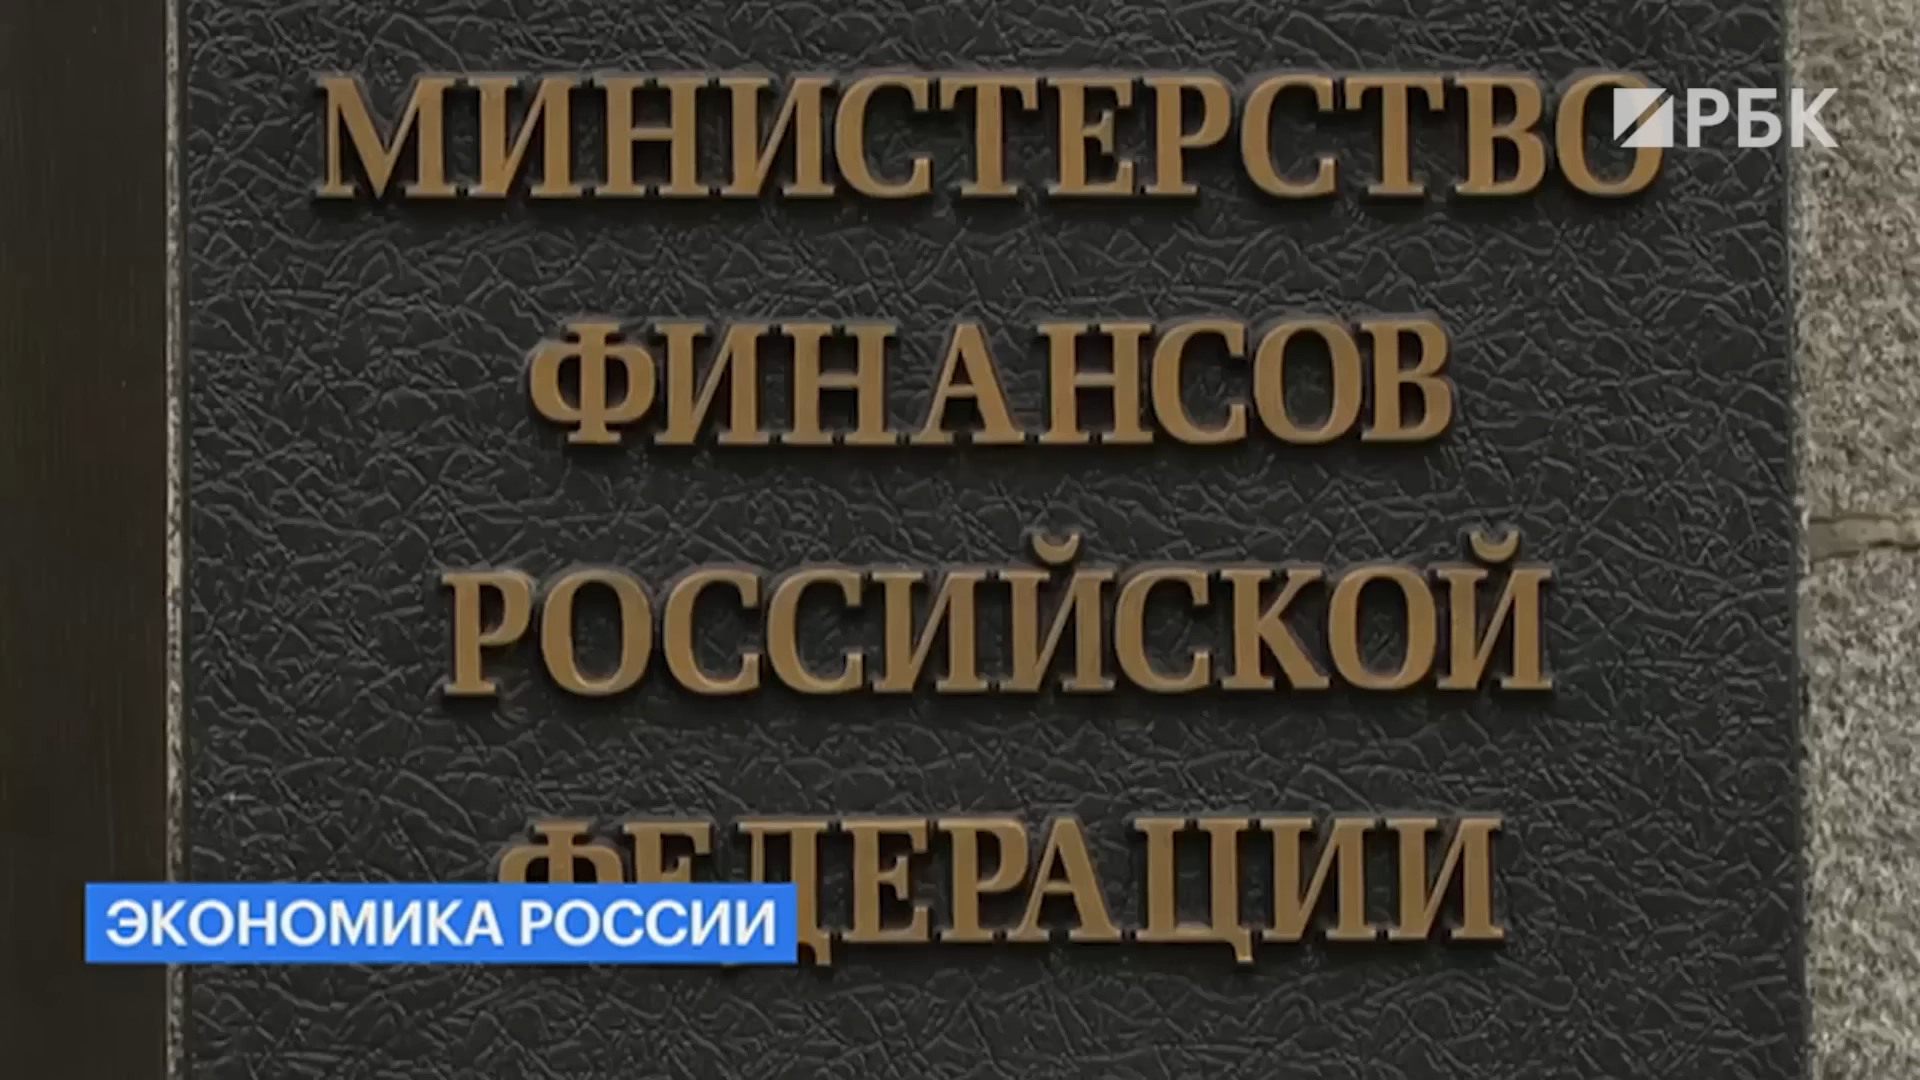 МИНИСТЕРСТВО
РБК
ФИНАНСОВ
РОССИЙСКОЙ
ФЕДЕРАЦИИ
ЭКОНОМИКА РОССИИ